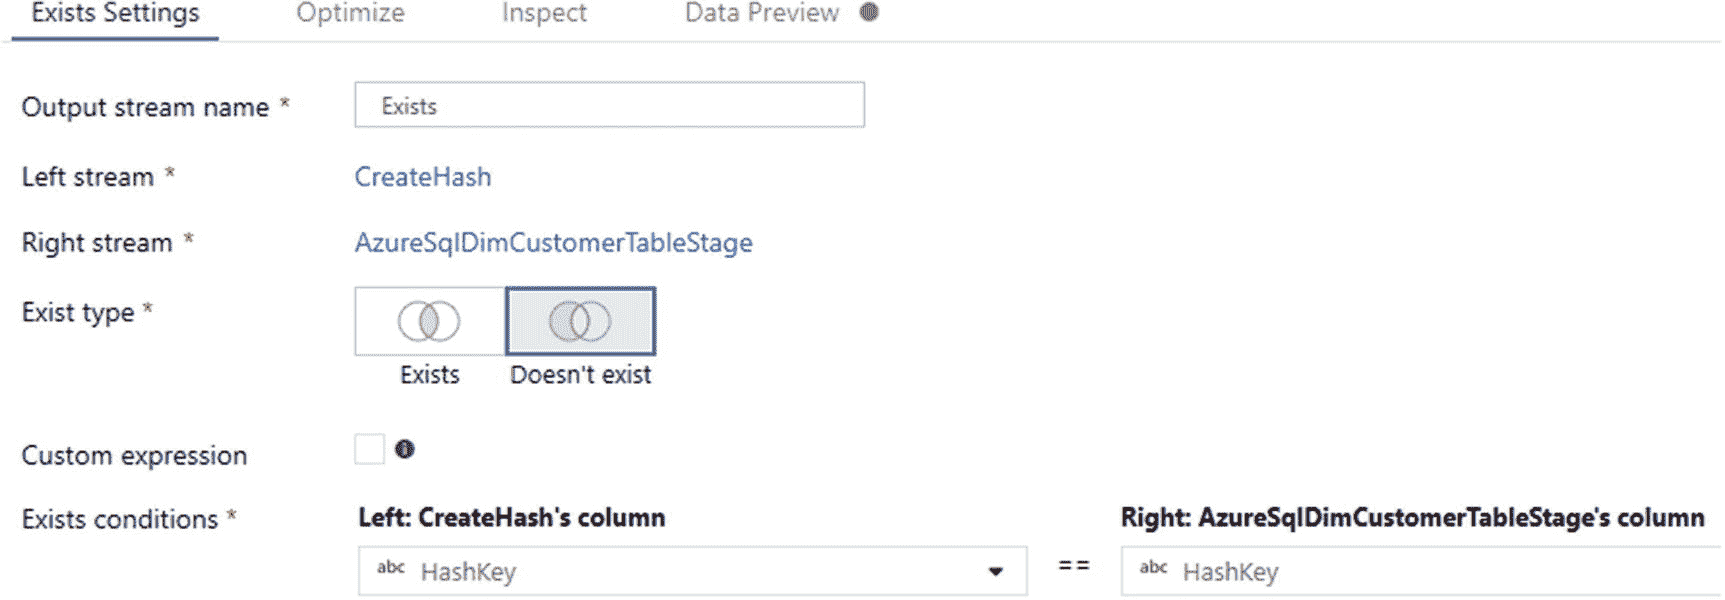 Exists Settings Optimize Inspect Data Preview
Output stream name * Exists
Left stream * CreateHash
Right stream * AzureSqlDimCustomerTableStage
Exist type *
Exists Doesn't exist
Custom expression
Exists conditions * Left: CreateHash's column Right: AzureSqlDimCustomerTableStage's column
abc HashKey == abc HashKey